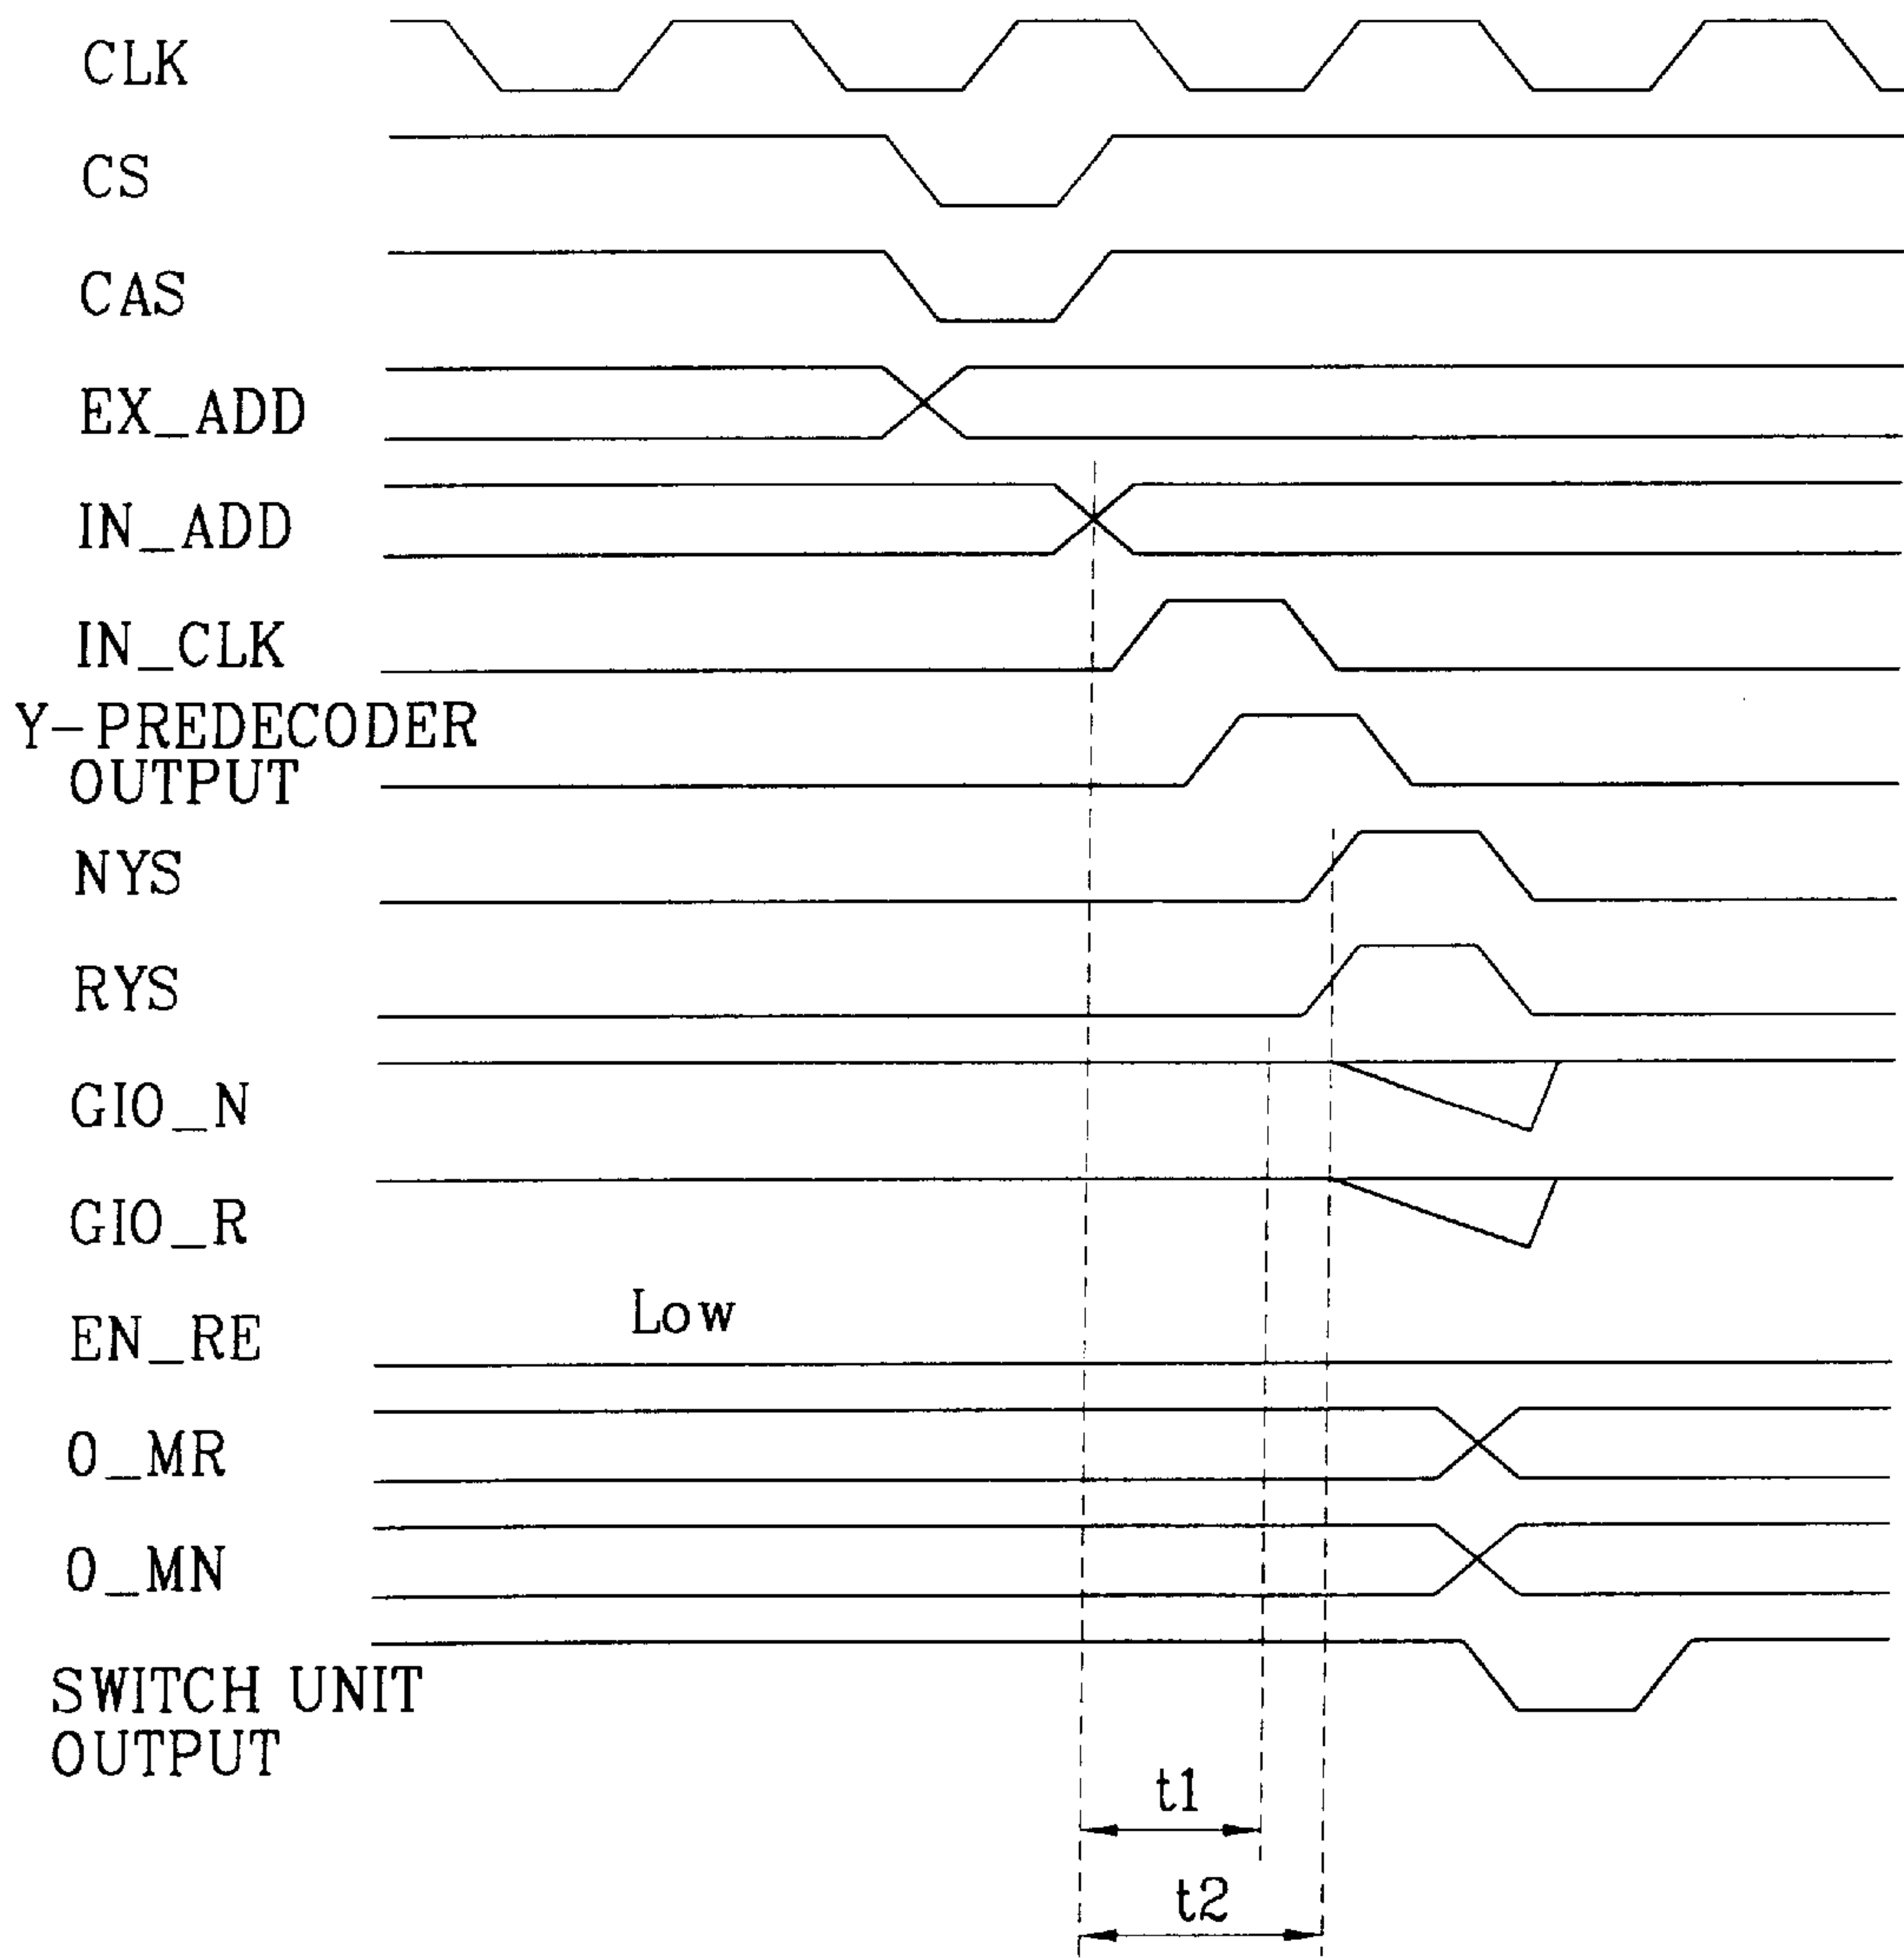 CLK
CS
CAS
EX_ADD
IN_ADD
IN_CLK
Y-PREDECODER
OUTPUT
NYS
RYS
GIO_N
GIO_R
Low
EN_RE
O_MR
O_MN
SWITCH UNIT
OUTPUT
t1
t2